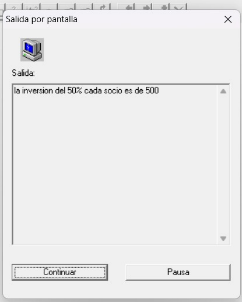 Salida por pantalla
Salida:
la inversion del 50% cada socio es de 500
Continuar
Pausa